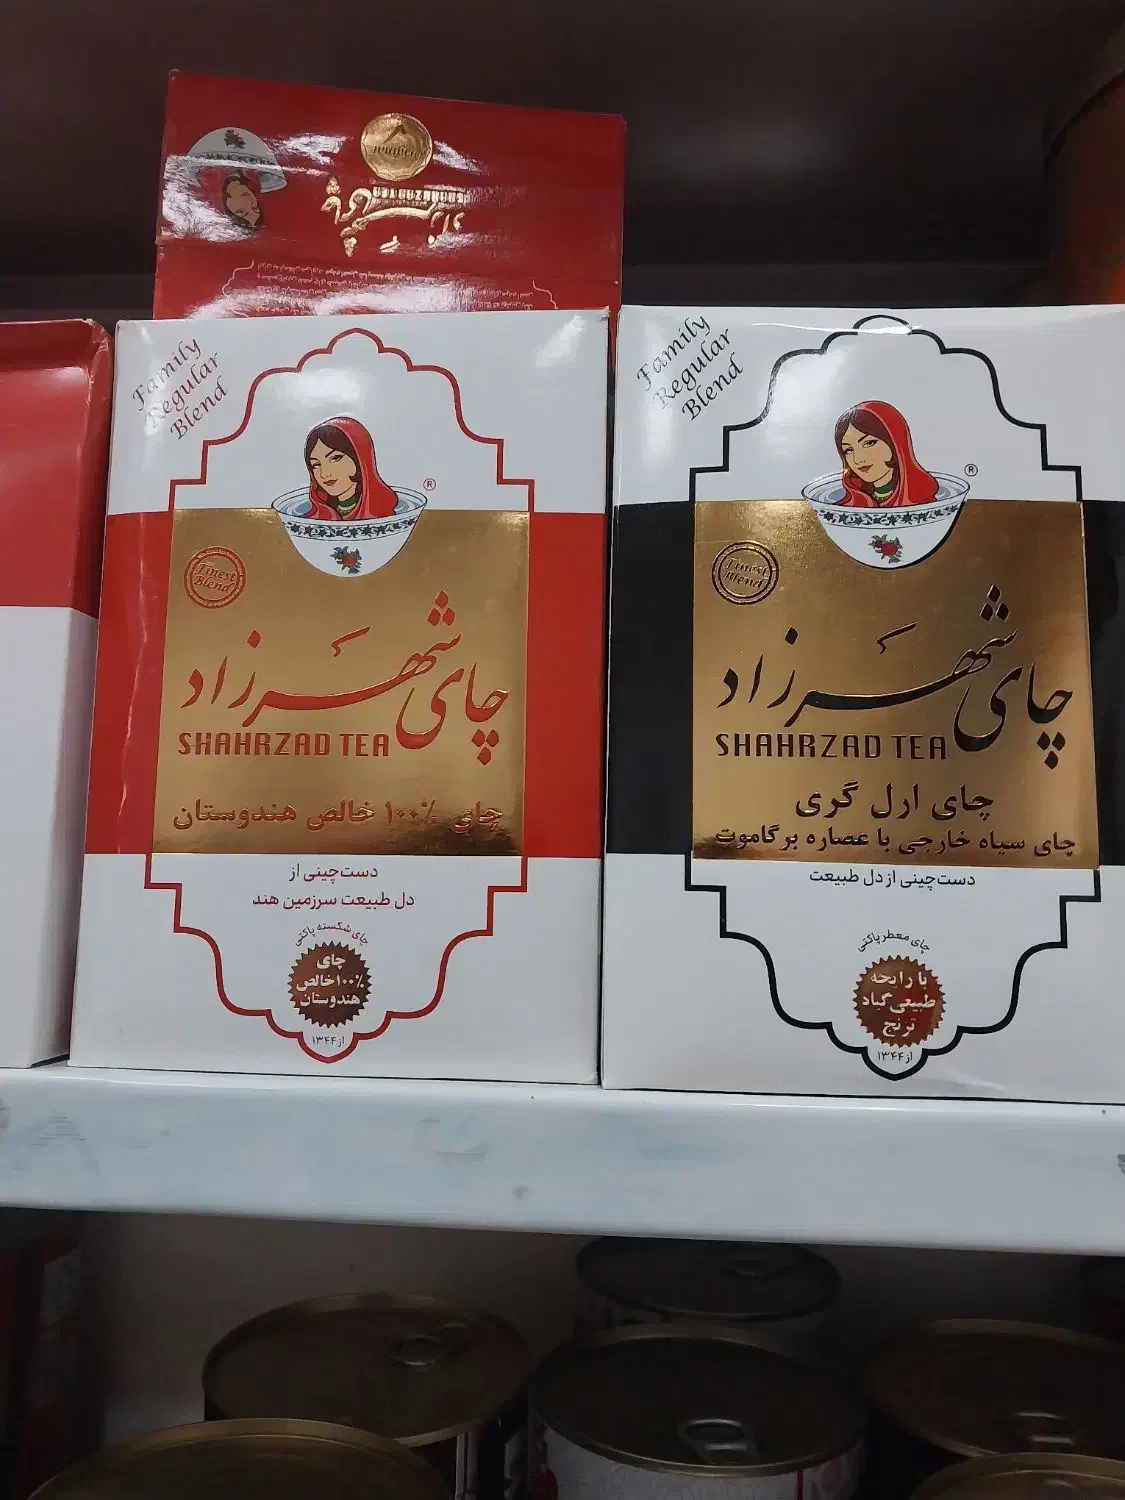 SHAHRZAD TEA
Family
Regular
Blend
®
Finest
Blend
چای شهرزاد
SHAHRZAD TEA
چای ۱۰۰٪ خالص هندوستان
دست‌چینی از
دل طبیعت سرزمین هند
چای شکسته پاکتی
چای
۱۰۰٪ خالص
هندوستان
از ۱۳۴۴
Family
Regular
Blend
®
Finest
Blend
چای شهرزاد
SHAHRZAD TEA
چای ارل گری
چای سیاه خارجی با عصاره برگاموت
دست‌چینی از دل طبیعت
چای معطر پاکتی
با رایحه
طبیعی گیاه
ترنج
از ۱۳۴۴